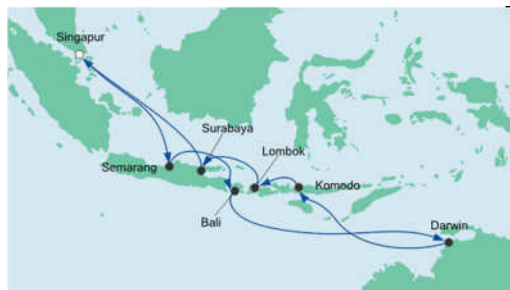 Singapur
Surabaya
Semarang
Lombok
Komodo
Bali
Darwin